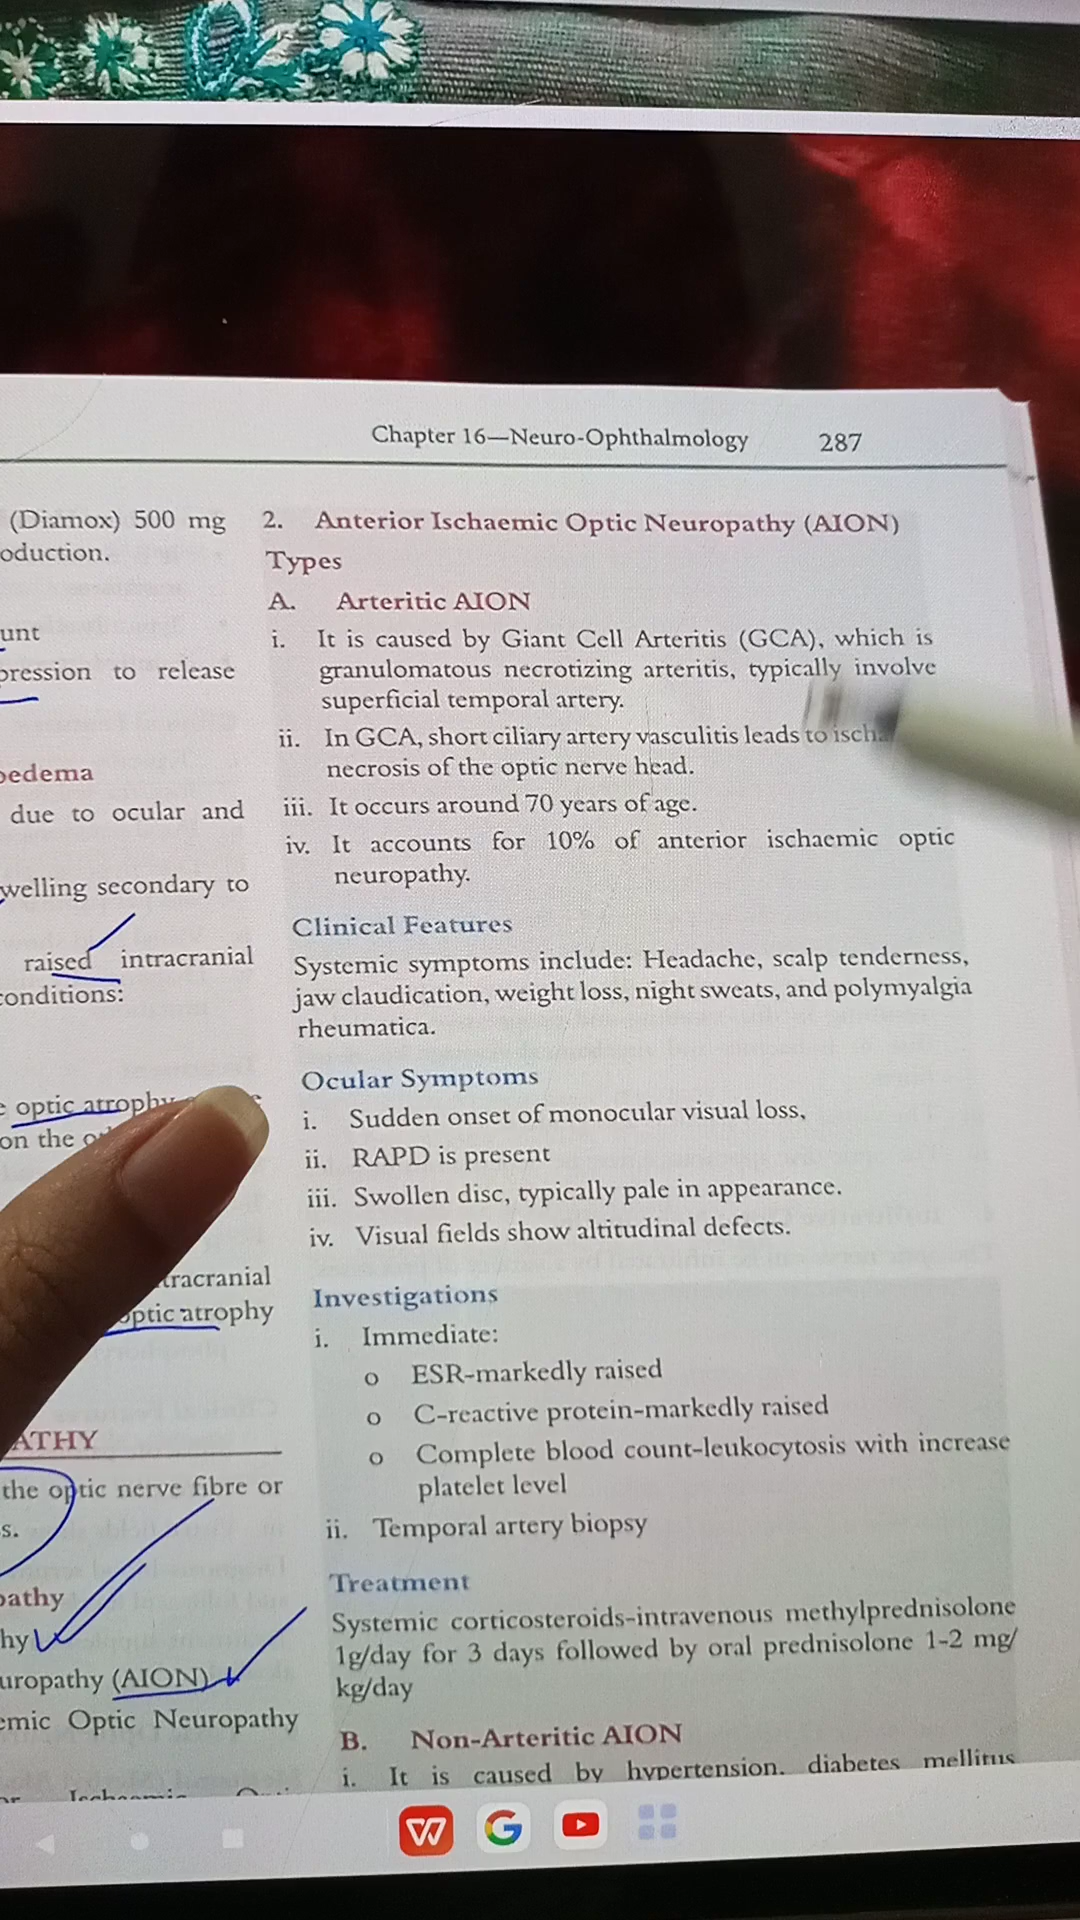 Chapter 16—Neuro-Ophthalmology 287
(Diamox) 500 mg
oduction.
unt
pression to release
oedema
due to ocular and
welling secondary to
raised intracranial
conditions:
optic atrophy
on the
tracranial
optic atrophy
ATHY
the optic nerve fibre or
s.
pathy
hy
uropathy (AION)
emic Optic Neuropathy
2. Anterior Ischaemic Optic Neuropathy (AION)
Types
A. Arteritic AION
i. It is caused by Giant Cell Arteritis (GCA), which is
granulomatous necrotizing arteritis, typically involve
superficial temporal artery.
ii. In GCA, short ciliary artery vasculitis leads to
necrosis of the optic nerve head.
iii. It occurs around 70 years of age.
iv. It accounts for 10% of anterior ischaemic optic
neuropathy.
Clinical Features
Systemic symptoms include: Headache, scalp tenderness,
jaw claudication, weight loss, night sweats, and polymyalgia
rheumatica.
Ocular Symptoms
i. Sudden onset of monocular visual loss,
ii. RAPD is present
iii. Swollen disc, typically pale in appearance.
iv. Visual fields show altitudinal defects.
Investigations
i. Immediate:
o ESR-markedly raised
o C-reactive protein-markedly raised
o Complete blood count-leukocytosis with increase
platelet level
ii. Temporal artery biopsy
Treatment
Systemic corticosteroids-intravenous methylprednisolone
1g/day for 3 days followed by oral prednisolone 1-2 mg/
kg/day
B. Non-Arteritic AION
i. It is caused by hypertension. diabetes mellitus